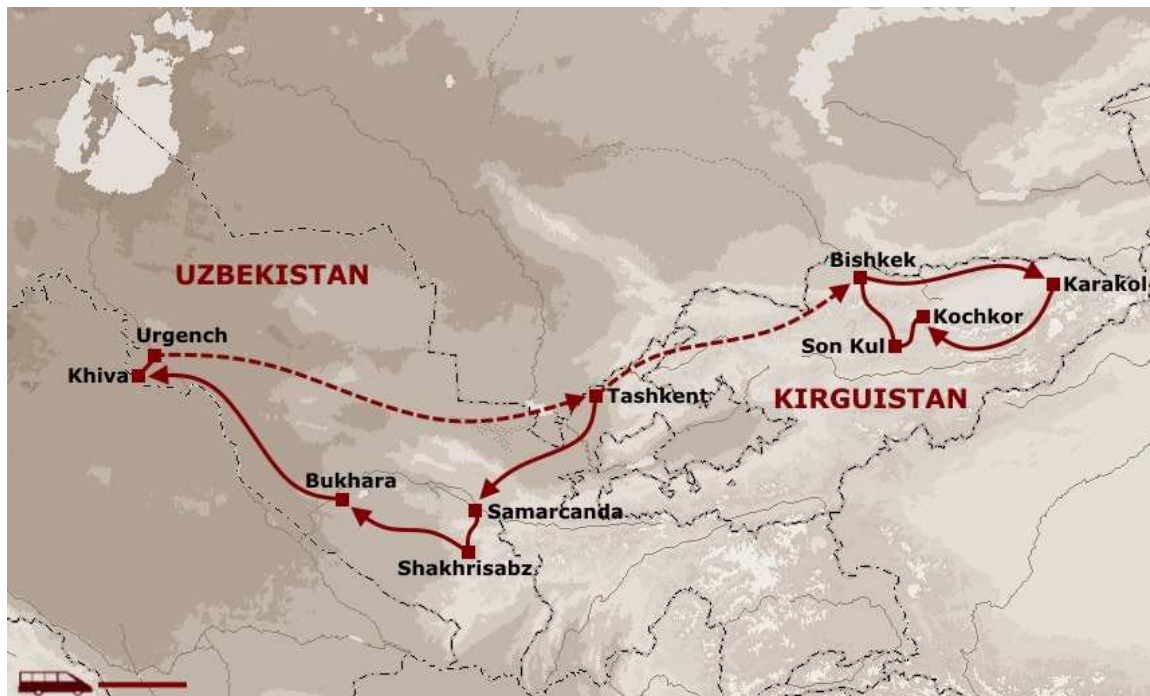 Bishkek
UZBEKISTAN
Karakol
Kochkor
Urgench
Son Kul
Khiva
Tashkent
KIRGUISTAN
Bukhara
Samarcanda
Shakhrisabz